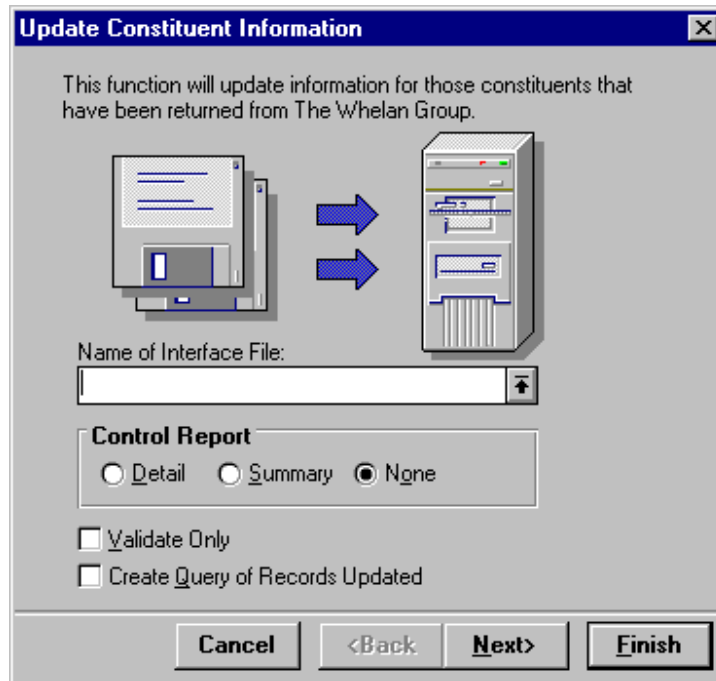 Update Constituent Information
This function will update information for those constituents that
have been returned from The Whelan Group.
Name of Interface File:
Control Report
Detail Summary None
Validate Only
Create Query of Records Updated
Cancel <Back Next> Finish